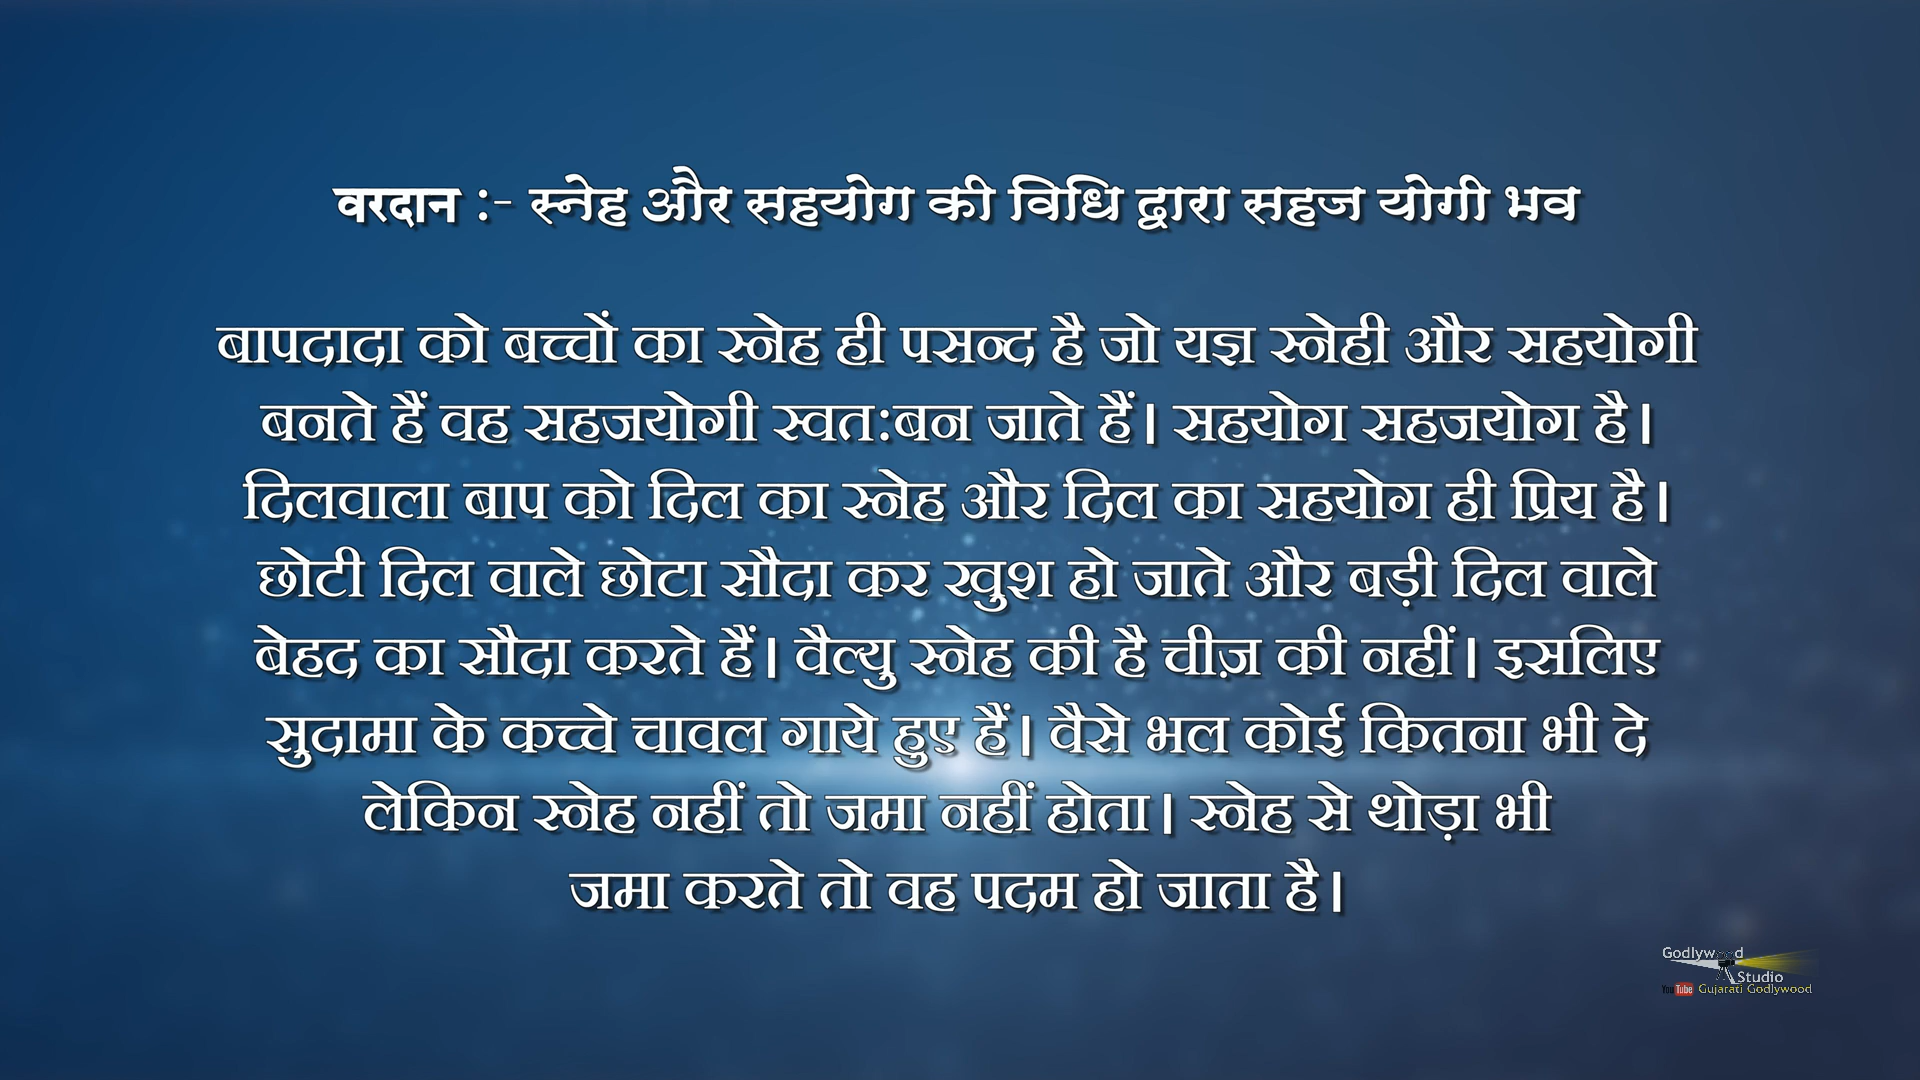 वरदान :- स्नेह और सहयोग की विधि द्वारा सहज योगी भव
बापदादा को बच्चों का स्नेह ही पसन्द है जो यज्ञ स्नेही और सहयोगी
बनते हैं वह सहजयोगी स्वत:बन जाते हैं। सहयोग सहजयोग है।
दिलवाला बाप को दिल का स्नेह और दिल का सहयोग ही प्रिय है।
छोटी दिल वाले छोटा सौदा कर खुश हो जाते और बड़ी दिल वाले
बेहद का सौदा करते हैं। वैल्यु स्नेह की है चीज़ की नहीं। इसलिए
सुदामा के कच्चे चावल गाये हुए हैं। वैसे भल कोई कितना भी दे
लेकिन स्नेह नहीं तो जमा नहीं होता। स्नेह से थोड़ा भी
जमा करते तो वह पदम हो जाता है।
Godlywood
Studio
YouTube Gujarati Godlywood